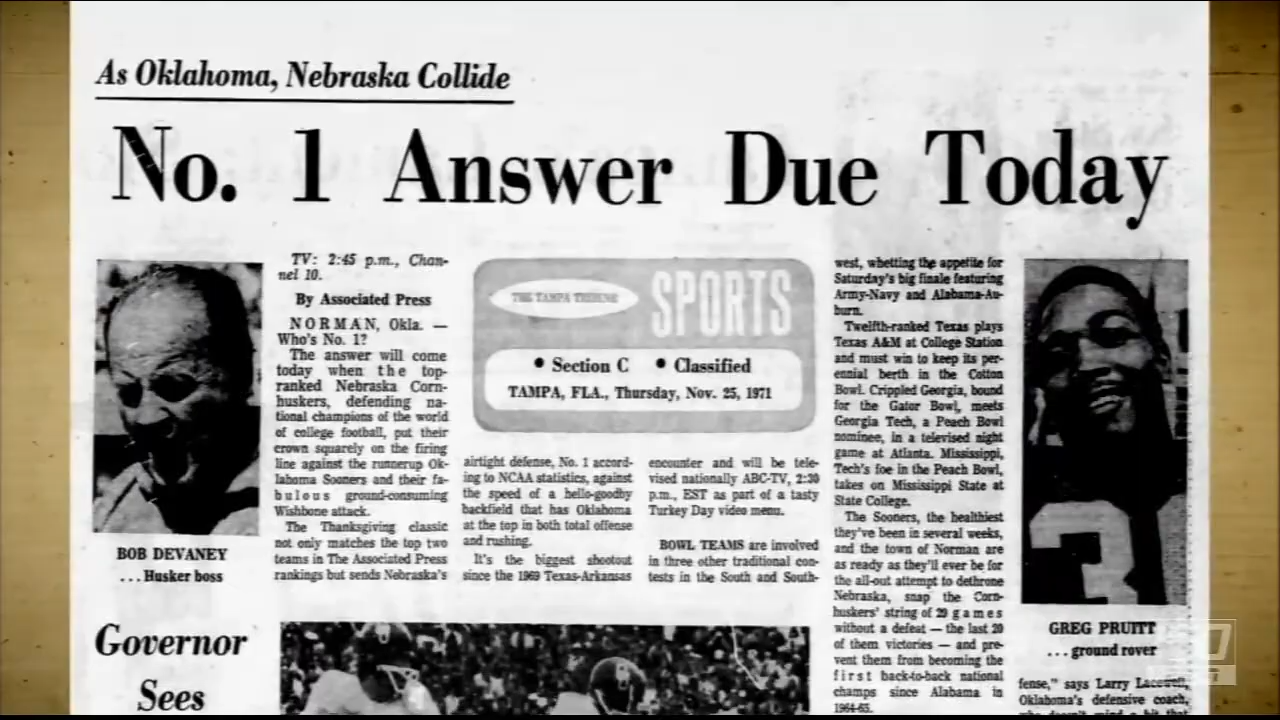 As Oklahoma, Nebraska Collide
No. 1 Answer Due Today
BOB DEVANEY
. . . Husker boss
Governor
Sees
TV: 2:45 p.m., Chan-
nel 10.
By Associated Press
NORMAN, Okla. —
Who's No. 1?
The answer will come
today when the top-
ranked Nebraska Corn-
huskers, defending na-
tional champions of the world
of college football, put their
crown squarely on the firing
line against the runnerup Ok-
lahoma Sooners and their fa-
bulous ground-consuming
Wishbone attack.
The Thanksgiving classic
not only matches the top two
teams in The Associated Press
rankings but sends Nebraska's
THE TAMPA TRIBUNE
SPORTS
• Section C • Classified
TAMPA, FLA., Thursday, Nov. 25, 1971
airtight defense, No. 1 accord-
ing to NCAA statistics, against
the speed of a hello-goodby
backfield that has Oklahoma
at the top in both total offense
and rushing.
It's the biggest shootout
since the 1969 Texas-Arkansas
encounter and will be tele-
vised nationally ABC-TV, 2:30
p.m., EST as part of a tasty
Turkey Day video menu.
BOWL TEAMS are involved
in three other traditional con-
tests in the South and South-
west, whetting the appetite for
Saturday's big finale featuring
Army-Navy and Alabama-Au-
burn.
Twelfth-ranked Texas plays
Texas A&M at College Station
and must win to keep its per-
ennial berth in the Cotton
Bowl. Crippled Georgia, bound
for the Gator Bowl, meets
Georgia Tech, a Peach Bowl
nominee, in a televised night
game at Atlanta. Mississippi,
Tech's foe in the Peach Bowl,
takes on Mississippi State at
State College.
The Sooners, the healthiest
they've been in several weeks,
and the town of Norman are
as ready as they'll ever be for
the all-out attempt to dethrone
Nebraska, snap the Corn-
huskers' string of 29 games
without a defeat — the last 20
of them victories — and pre-
vent them from becoming the
first back-to-back national
champs since Alabama in
1964-65.
3
GREG PRUITT
. . . ground rover
fense," says Larry Lacewell,
Oklahoma's defensive coach,